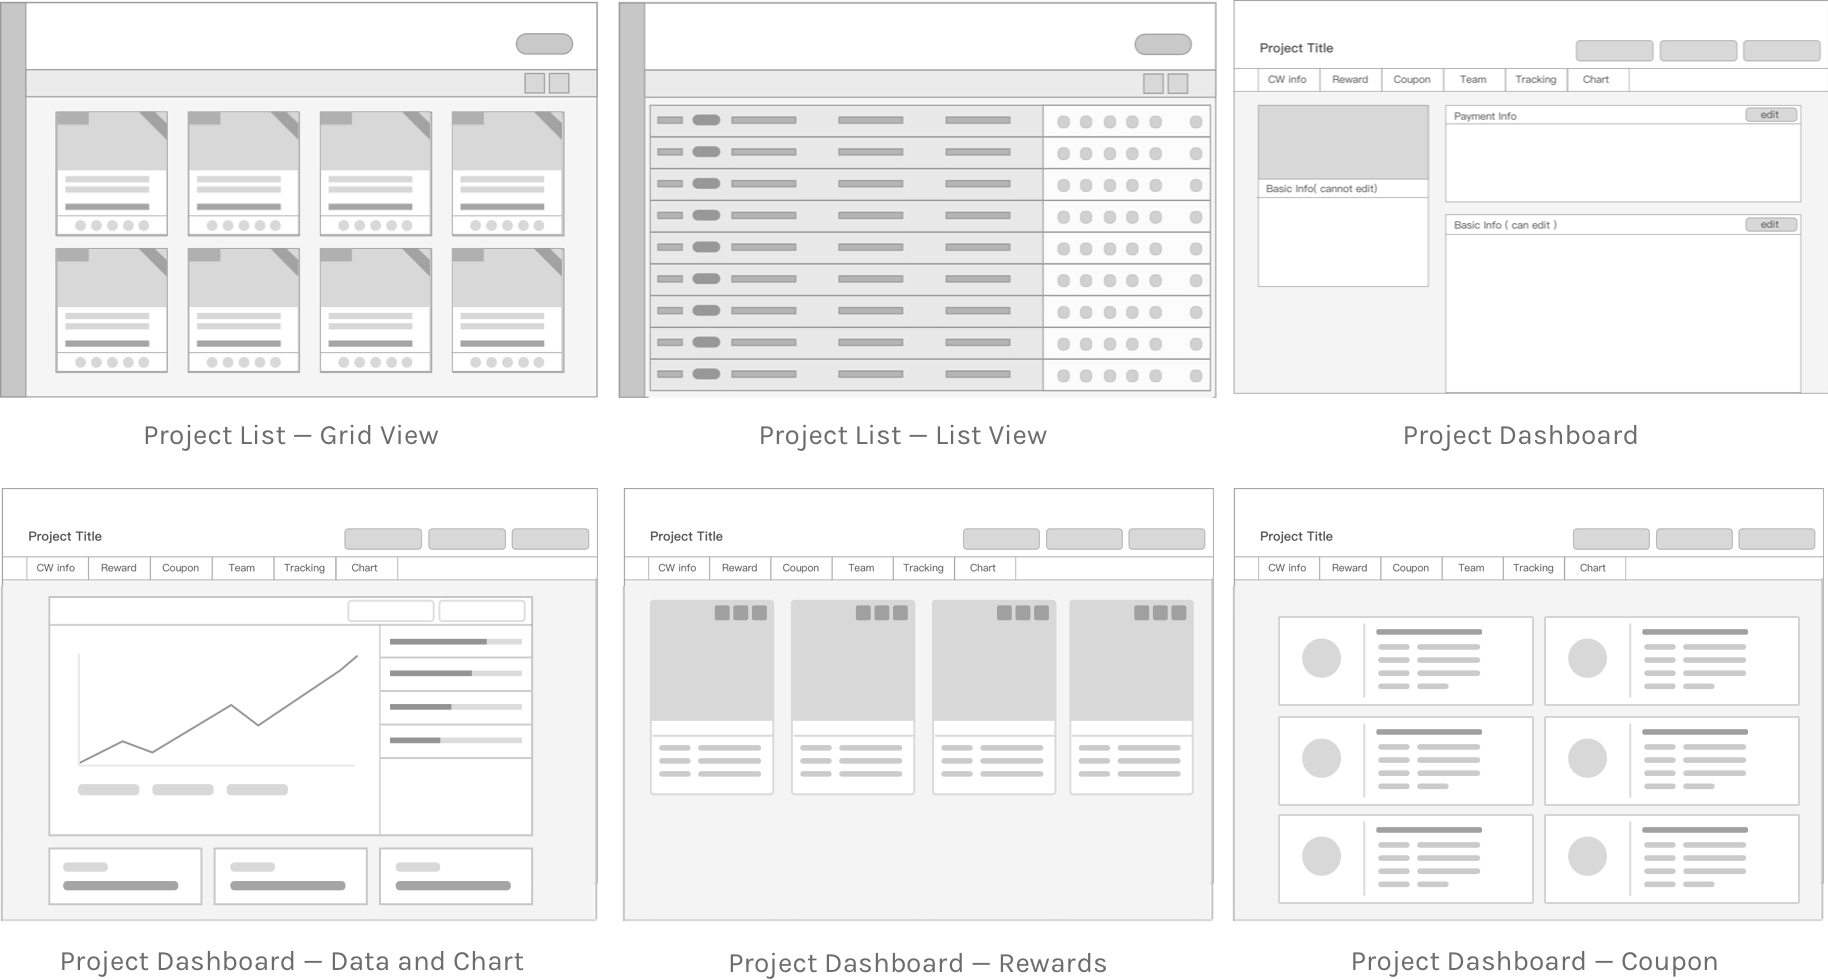 Project Title
CW info Reward Coupon Team Tracking Chart
Payment Info edit
Basic Info( cannot edit)
Basic Info ( can edit ) edit
Project List — Grid View
Project List — List View
Project Dashboard
Project Title
CW info Reward Coupon Team Tracking Chart
Project Title
CW info Reward Coupon Team Tracking Chart
Project Title
CW info Reward Coupon Team Tracking Chart
Project Dashboard — Data and Chart
Project Dashboard — Rewards
Project Dashboard — Coupon